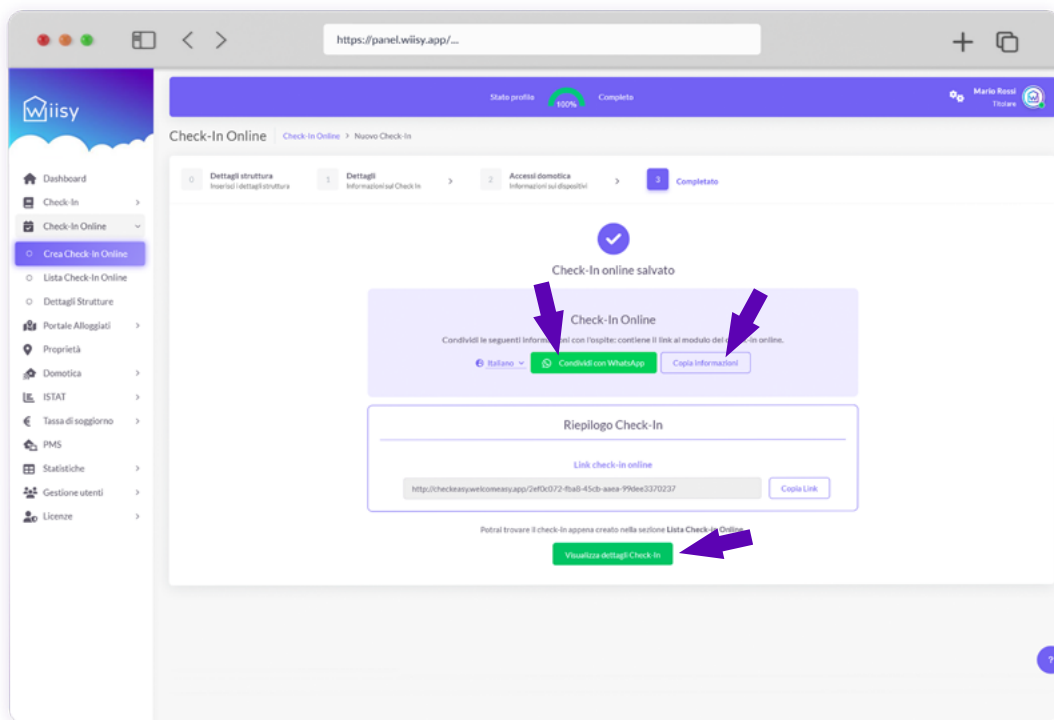 https://panel.wiisy.app/...
wiisy
Stato profilo 100% Completo
Mario Rossi
Titolare
Check-In Online Check-In Online > Nuovo Check-In
Dashboard
Check-In
Check-In Online
Crea Check-In Online
Lista Check-In Online
Dettagli Strutture
Portale Alloggiati
Proprietà
Domotica
ISTAT
Tassa di soggiorno
PMS
Statistiche
Gestione utenti
Licenze
0 Dettagli struttura
Inserisci i dettagli struttura
1 Dettagli
Informazioni sul Check In
2 Accessi domotica
Informazioni sui dispositivi
3 Completato
Check-In online salvato
Check-In Online
Condividi le seguenti informazioni con l'ospite: contiene il link al modulo del check-in online.
Italiano Condividi con WhatsApp Copia informazioni
Riepilogo Check-In
Link check-in online
http://checkeasy.welcomeasy.app/2ef0c072-fba8-45cb-aaea-99dee3370237 Copia Link
Potrai trovare il check-in appena creato nella sezione Lista Check-in Online
Visualizza dettagli Check-In
?